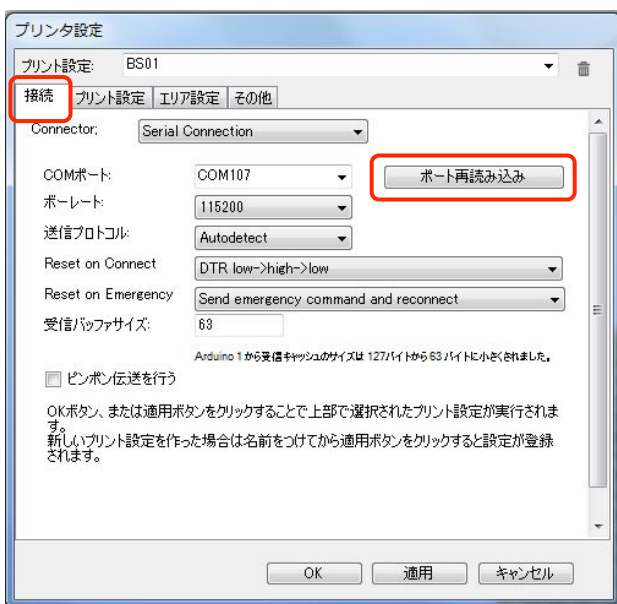 プリンタ設定
プリント設定: BS01
接続 プリント設定 エリア設定 その他
Connector; Serial Connection
COMポート: COM107 ポート再読み込み
ボーレート: 115200
送信プロトコル: Autodetect
Reset on Connect DTR low->high->low
Reset on Emergency Send emergency command and reconnect
受信バッファサイズ: 63
Arduino 1 から受信キャッシュのサイズは 127バイトから 63 バイトに小さくされました。
ピンポン伝送を行う
OKボタン、または適用ボタンをクリックすることで上部で選択されたプリント設定が実行されま
す。
新しいプリント設定を作った場合は名前をつけてから適用ボタンをクリックすると設定が登録
されます。
OK 適用 キャンセル